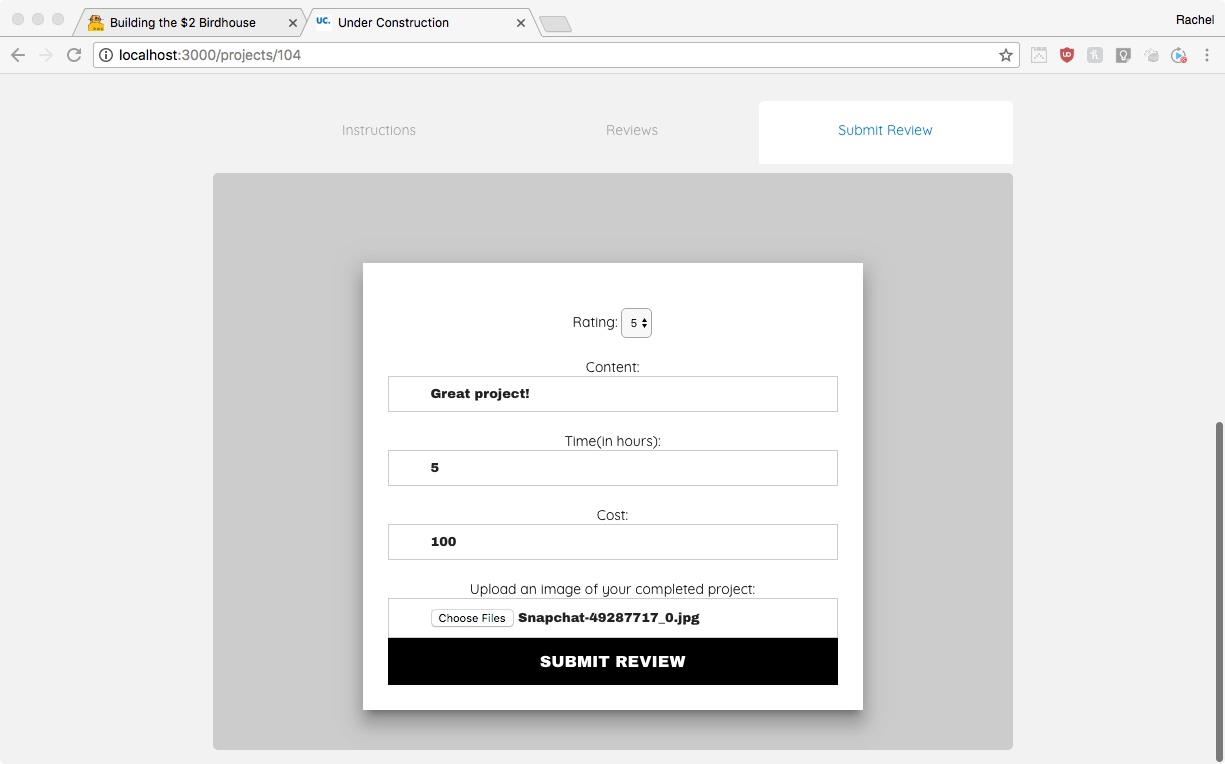 Building the $2 Birdhouse
UC. Under Construction
Rachel
localhost:3000/projects/104
Instructions
Reviews
Submit Review
Rating: 5
Content:
Great project!
Time(in hours):
5
Cost:
100
Upload an image of your completed project:
Choose Files Snapchat-49287717_0.jpg
SUBMIT REVIEW